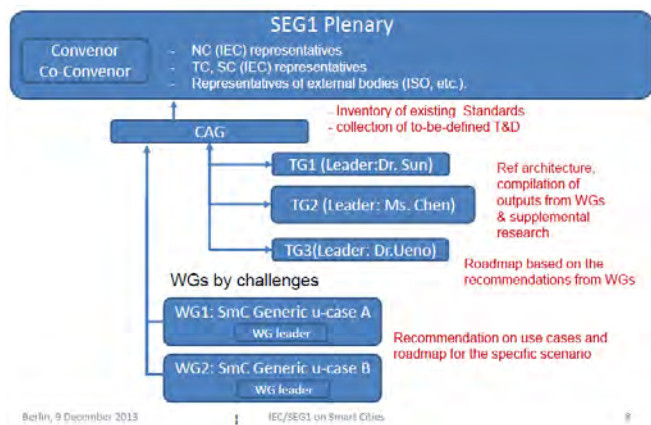 SEG1 Plenary
Convenor
Co-Convenor
- NC (IEC) representatives
- TC, SC (IEC) representatives
- Representatives of external bodies (ISO, etc.).
- Inventory of existing Standards
- collection of to-be-defined T&D
CAG
TG1 (Leader:Dr. Sun)
TG2 (Leader: Ms. Chen)
TG3(Leader: Dr.Ueno)
Ref architecture,
compilation of
outputs from WGs
& supplemental
research
Roadmap based on the
recommendations from WGs
WGs by challenges
WG1: SmC Generic u-case A
WG leader
WG2: SmC Generic u-case B
WG leader
Recommendation on use cases and
roadmap for the specific scenario
Berlin, 9 December 2013
IEC/SEG1 on Smart Cities
8